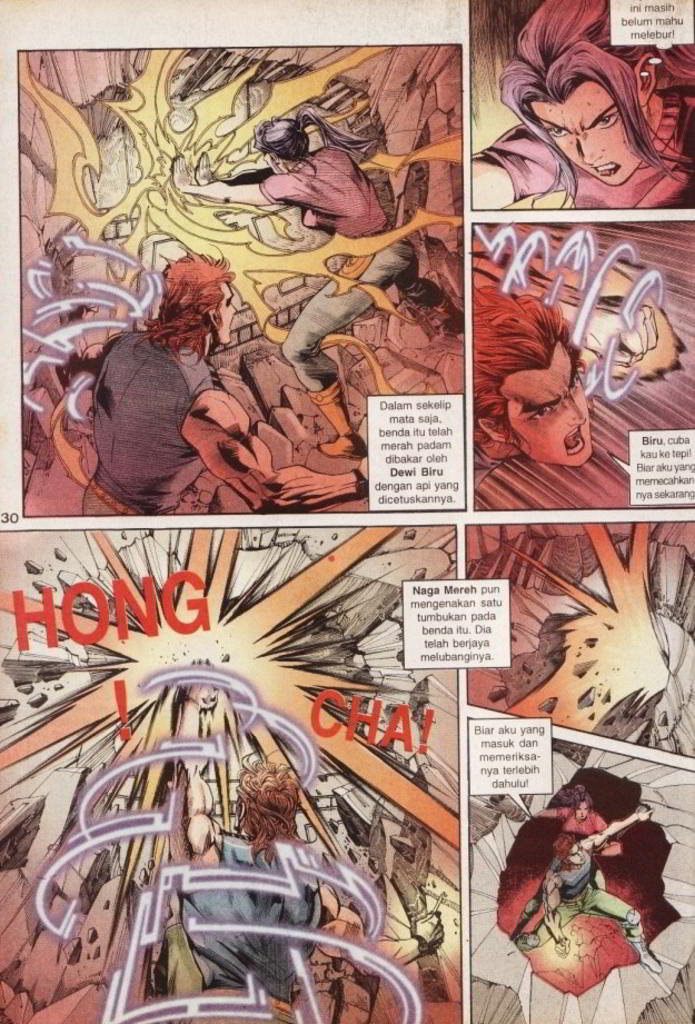 ini masih
belum mahu
melebur!
Dalam sekelip
mata saja,
benda itu telah
merah padam
dibakar oleh
Dewi Biru
dengan api yang
dicetuskannya.
Biru, cuba
kau ke tepi!
Biar aku yang
memecahkan
nya sekarang
30
HONG
!
CHA!
Naga Mereh pun
mengenakan satu
tumbukan pada
benda itu. Dia
telah berjaya
melubanginya.
Biar aku yang
masuk dan
memeriksa-
nya terlebih
dahulu!